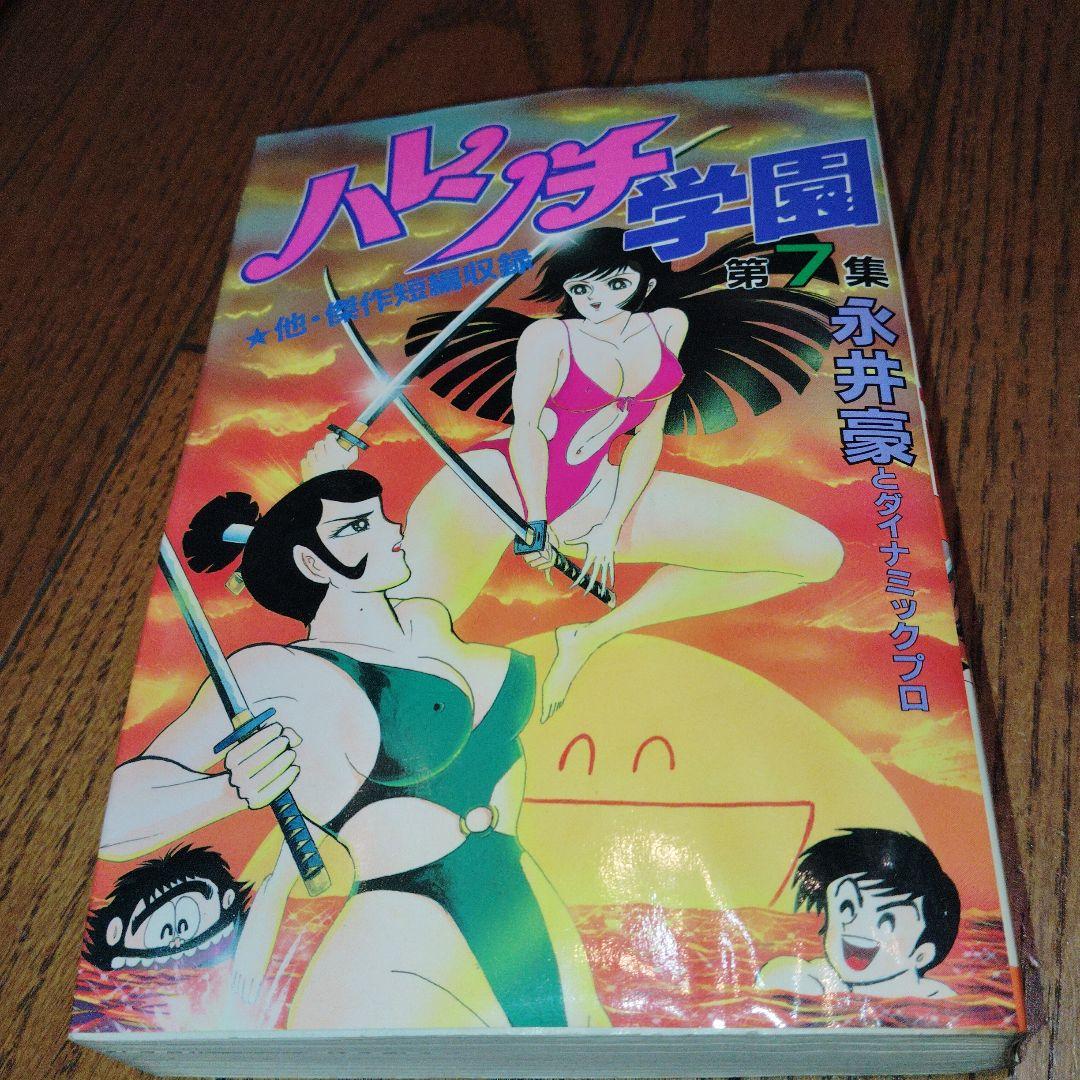 ハレンチ学園
★他・傑作短編収録
第7集
永井豪とダイナミックプロ